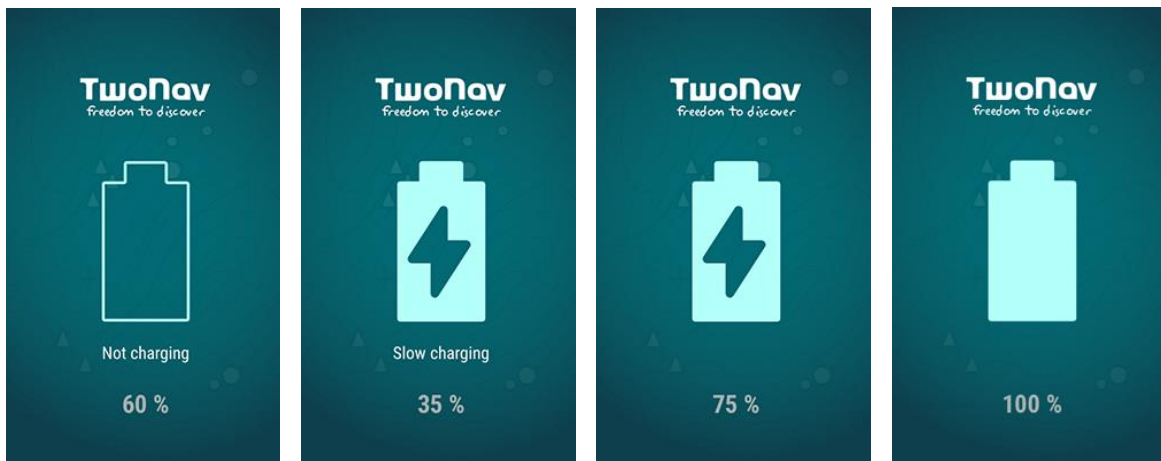 TwoNav
freedom to discover
Not charging
60 %
TwoNav
freedom to discover
Slow charging
35 %
TwoNav
freedom to discover
75 %
TwoNav
freedom to discover
100 %